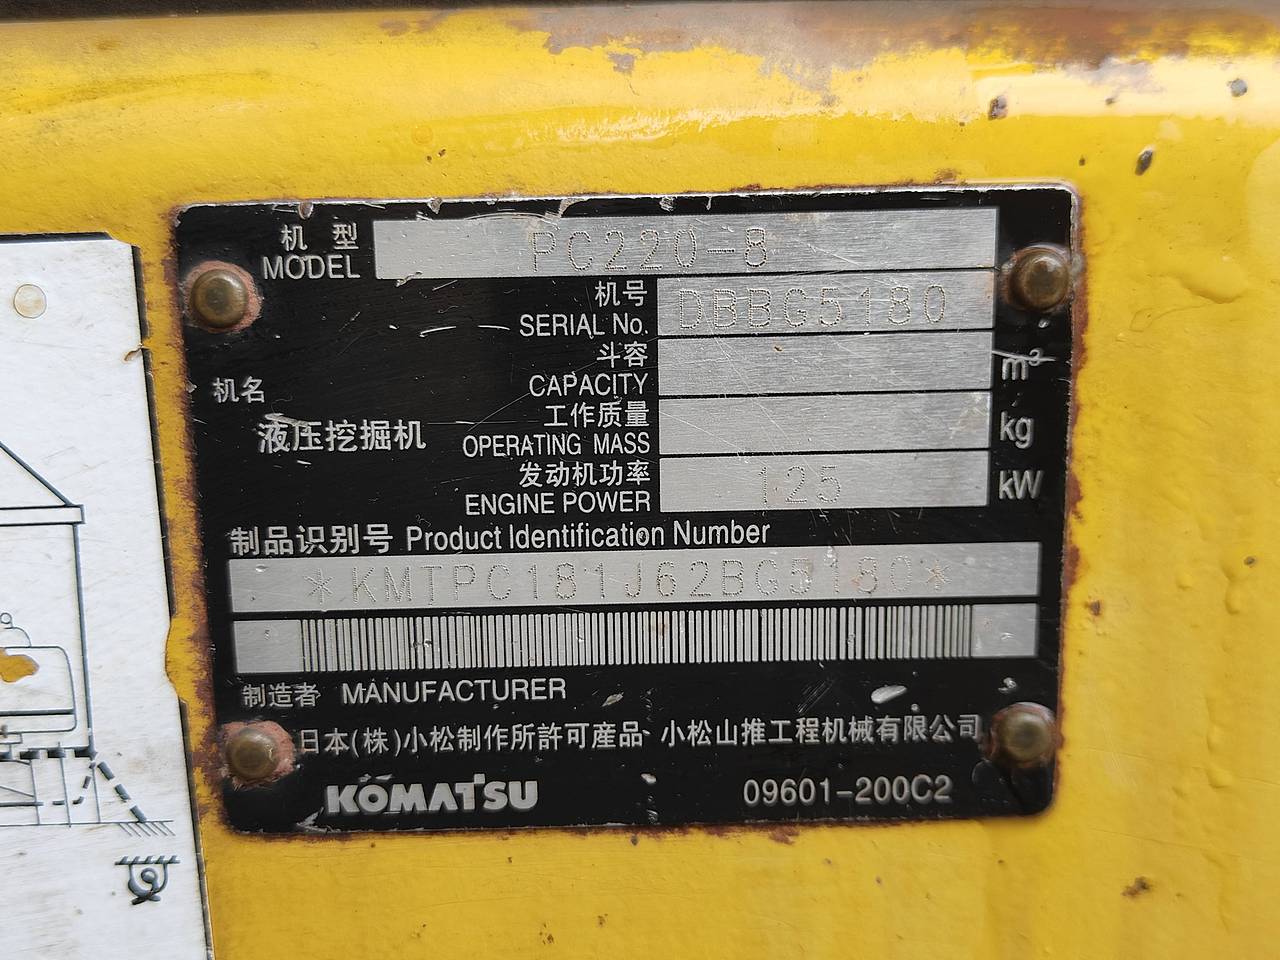 机 型
MODEL PC220-8
机号
SERIAL No. DBBG5180
斗容
CAPACITY m³
机名
工作质量
液压挖掘机
OPERATING MASS kg
发动机功率
ENGINE POWER 125 kW
制品识别号 Product Identification Number
*KMTPC181J62BG5180*
制造者 MANUFACTURER
日本(株)小松制作所許可産品 小松山推工程机械有限公司
KOMATSU 09601-200C2